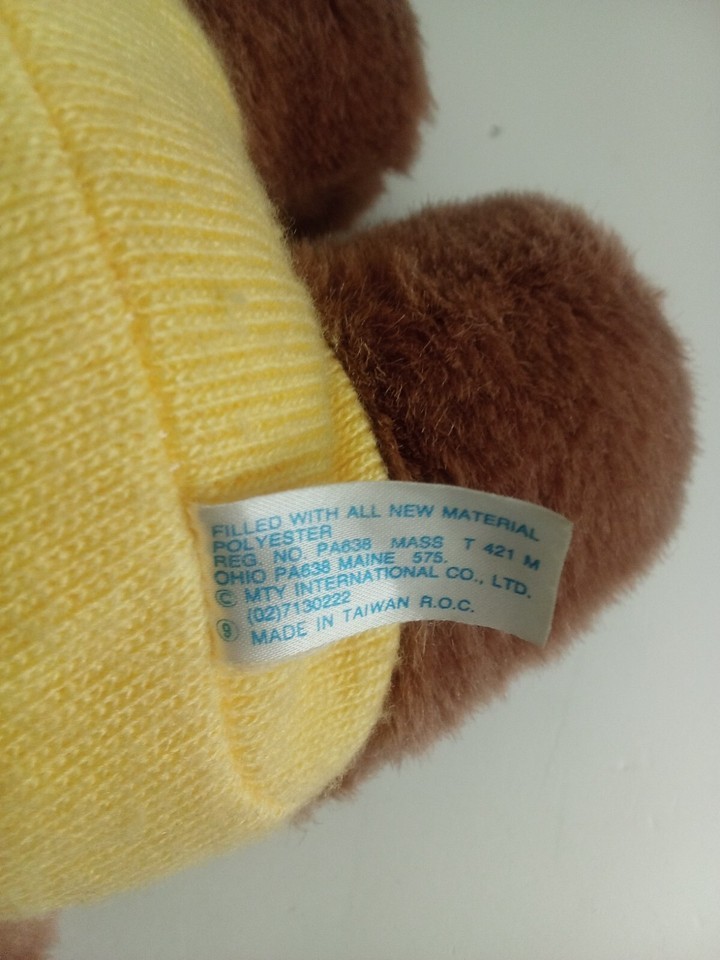 FILLED WITH ALL NEW MATERIAL
POLYESTER
REG. NO. PA638 MASS T 421 M
OHIO PA638 MAINE 575.
© MTY INTERNATIONAL CO., LTD.
(02)7130222
⑨ MADE IN TAIWAN R.O.C.